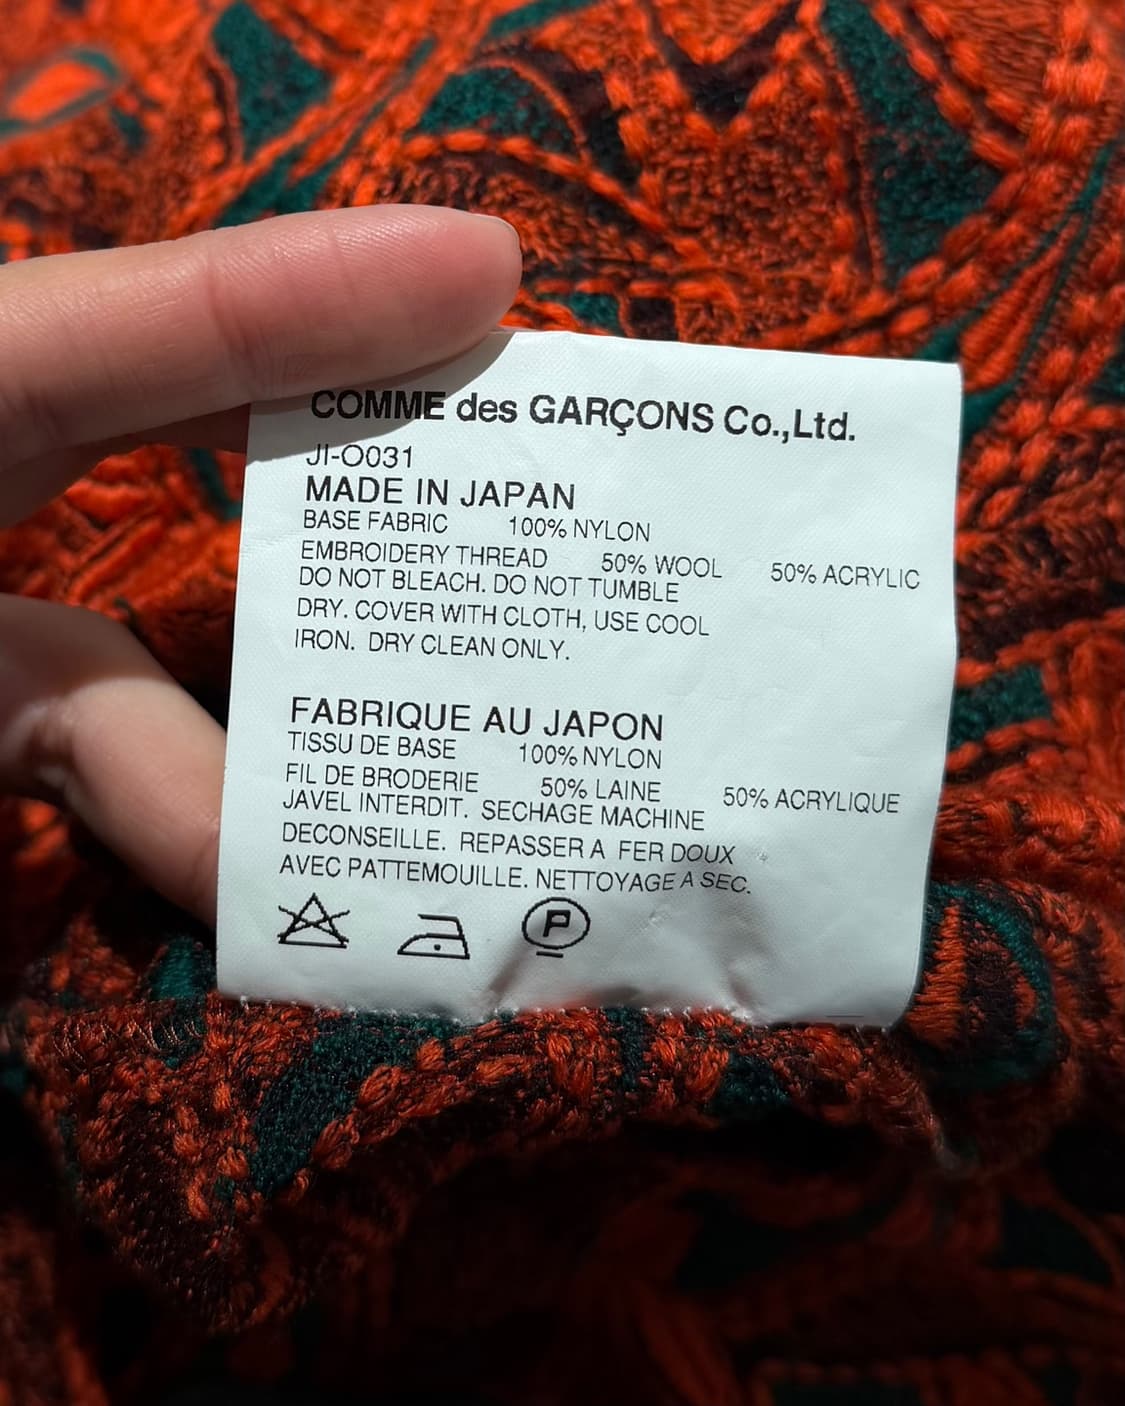 COMME des GARÇONS Co.,Ltd.
JI-O031
MADE IN JAPAN
BASE FABRIC 100% NYLON
EMBROIDERY THREAD 50% WOOL 50% ACRYLIC
DO NOT BLEACH. DO NOT TUMBLE
DRY. COVER WITH CLOTH, USE COOL
IRON. DRY CLEAN ONLY.
FABRIQUE AU JAPON
TISSU DE BASE 100% NYLON
FIL DE BRODERIE 50% LAINE 50% ACRYLIQUE
JAVEL INTERDIT. SECHAGE MACHINE
DECONSEILLE. REPASSER A FER DOUX
AVEC PATTEMOUILLE. NETTOYAGE A SEC.
P